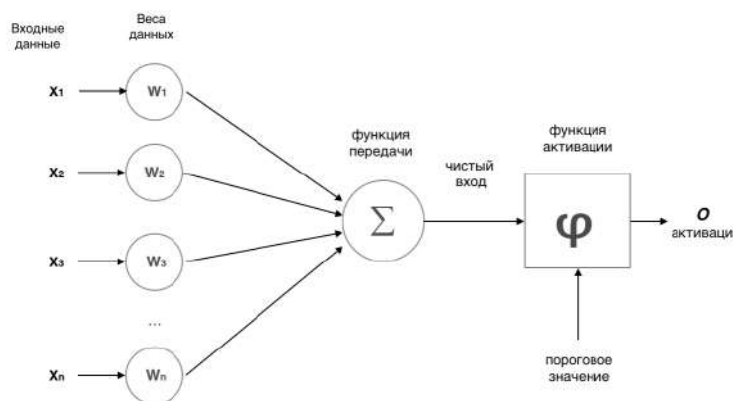 Входные
данные
Веса
данных
X1
W1
X2
W2
X3
W3
...
Xn
Wn
функция
передачи
Σ
чистый
вход
функция
активации
φ
O
активаци
пороговое
значение